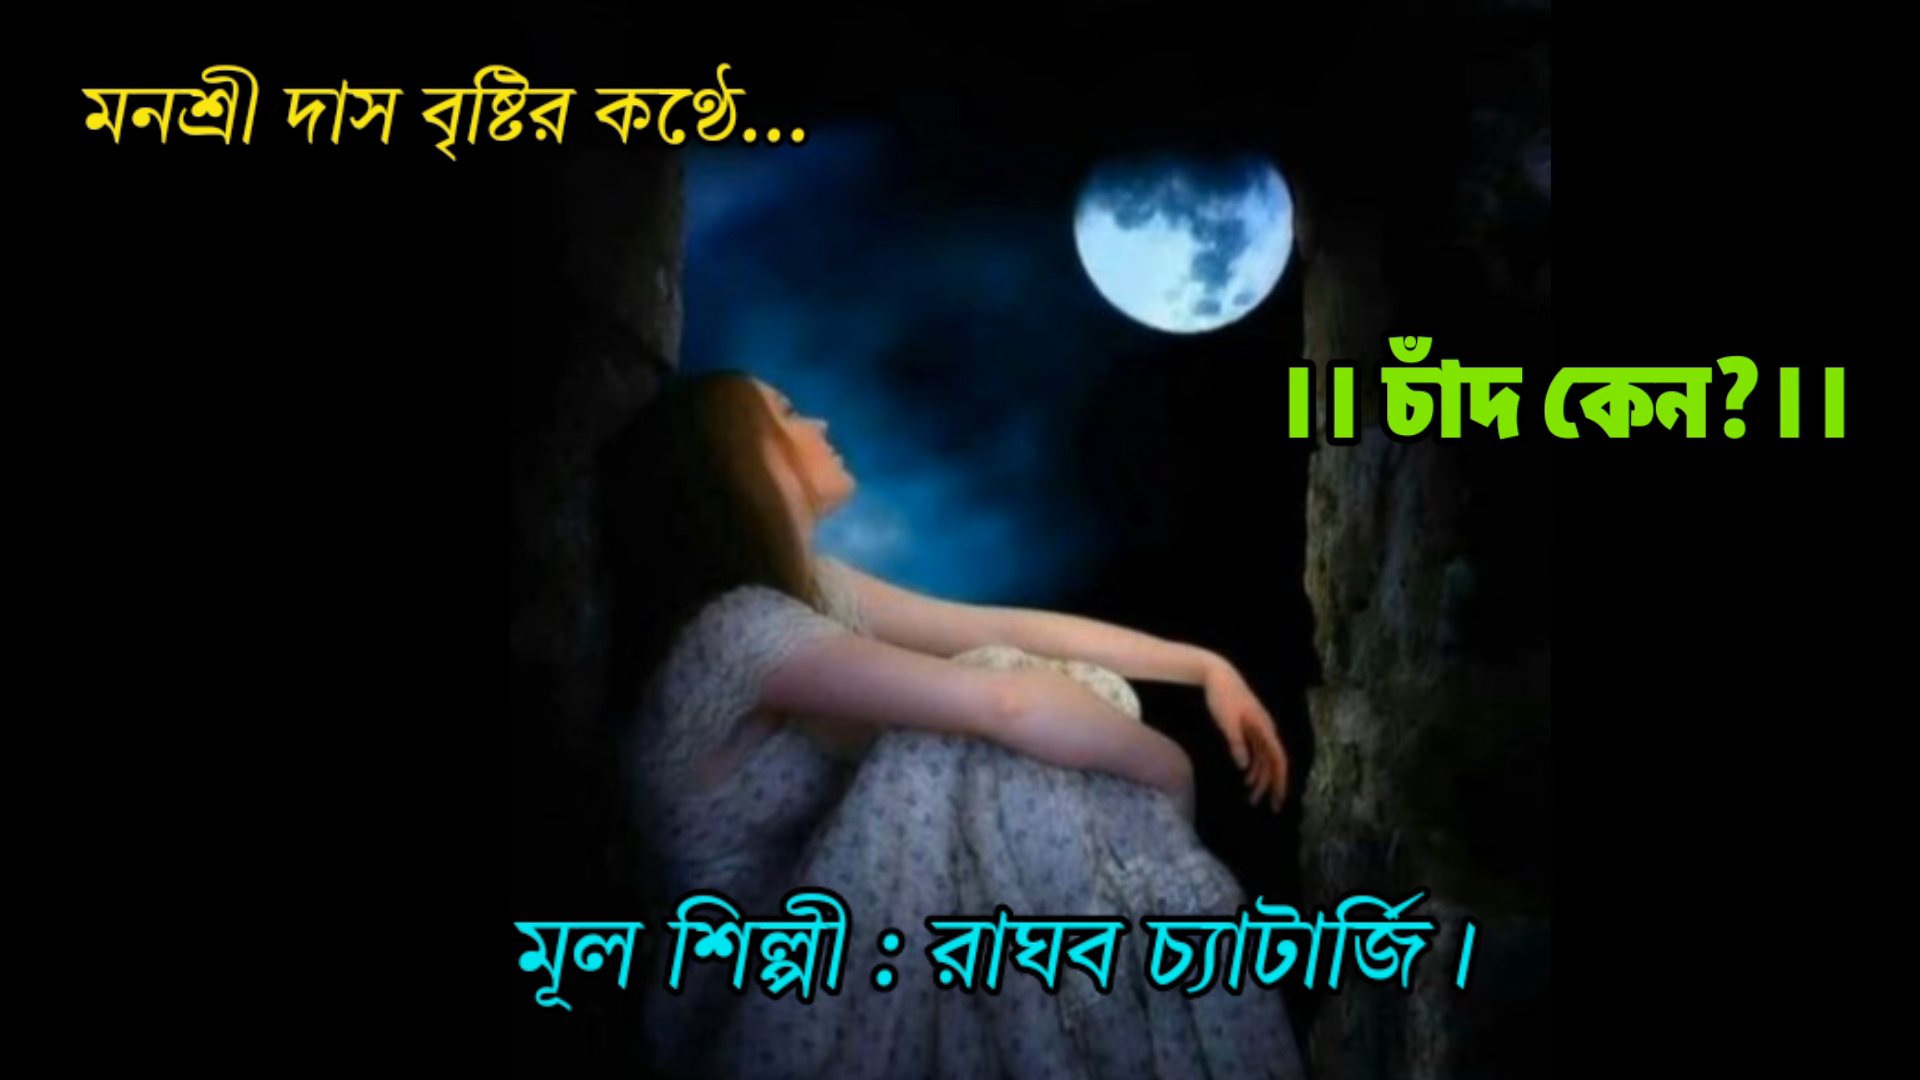 মনশ্রী দাস বৃষ্টির কণ্ঠে...
।। চাঁদ কেন?।।
মূল শিল্পী : রাঘব চ্যাটার্জি।